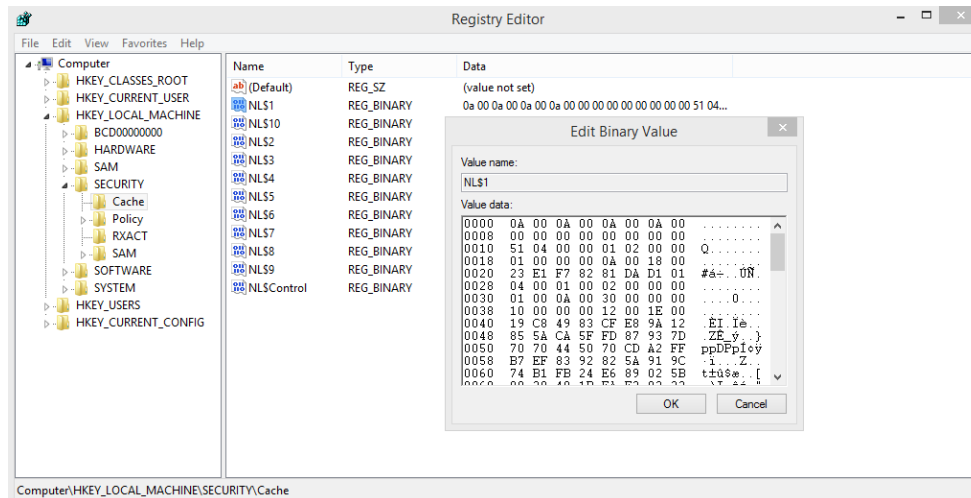 Registry Editor
File Edit View Favorites Help
Computer
HKEY_CLASSES_ROOT
HKEY_CURRENT_USER
HKEY_LOCAL_MACHINE
BCD00000000
HARDWARE
SAM
SECURITY
Cache
Policy
RXACT
SAM
SOFTWARE
SYSTEM
HKEY_USERS
HKEY_CURRENT_CONFIG
Name Type Data
(Default) REG_SZ (value not set)
NL$1 REG_BINARY 0a 00 0a 00 0a 00 0a 00 00 00 00 00 00 00 00 00 51 04...
NL$10 REG_BINARY
NL$2 REG_BINARY
NL$3 REG_BINARY
NL$4 REG_BINARY
NL$5 REG_BINARY
NL$6 REG_BINARY
NL$7 REG_BINARY
NL$8 REG_BINARY
NL$9 REG_BINARY
NL$Control REG_BINARY
Edit Binary Value
Value name:
NL$1
Value data:
0000 0A 00 0A 00 0A 00 0A 00 ........
0008 00 00 00 00 00 00 00 00 ........
0010 51 04 00 00 01 02 00 00 Q.......
0018 01 00 00 00 0A 00 18 00 ........
0020 23 E1 F7 82 81 DA D1 01 #á÷..ÚÑ.
0028 04 00 01 00 02 00 00 00 ........
0030 01 00 0A 00 30 00 00 00 ....0...
0038 10 00 00 00 12 00 1E 00 ........
0040 19 C8 49 83 CF E8 9A 12 .ÈI.Ïè..
0048 85 5A CA 5F FD 87 93 7D .ZÊ_ý..}
0050 70 70 44 50 70 CD A2 FF ppDPpÍ¢ÿ
0058 B7 EF 83 92 82 5A 91 9C ·ï...Z..
0060 74 B1 FB 24 E6 89 02 5B t±û$æ..[
OK Cancel
Computer\HKEY_LOCAL_MACHINE\SECURITY\Cache